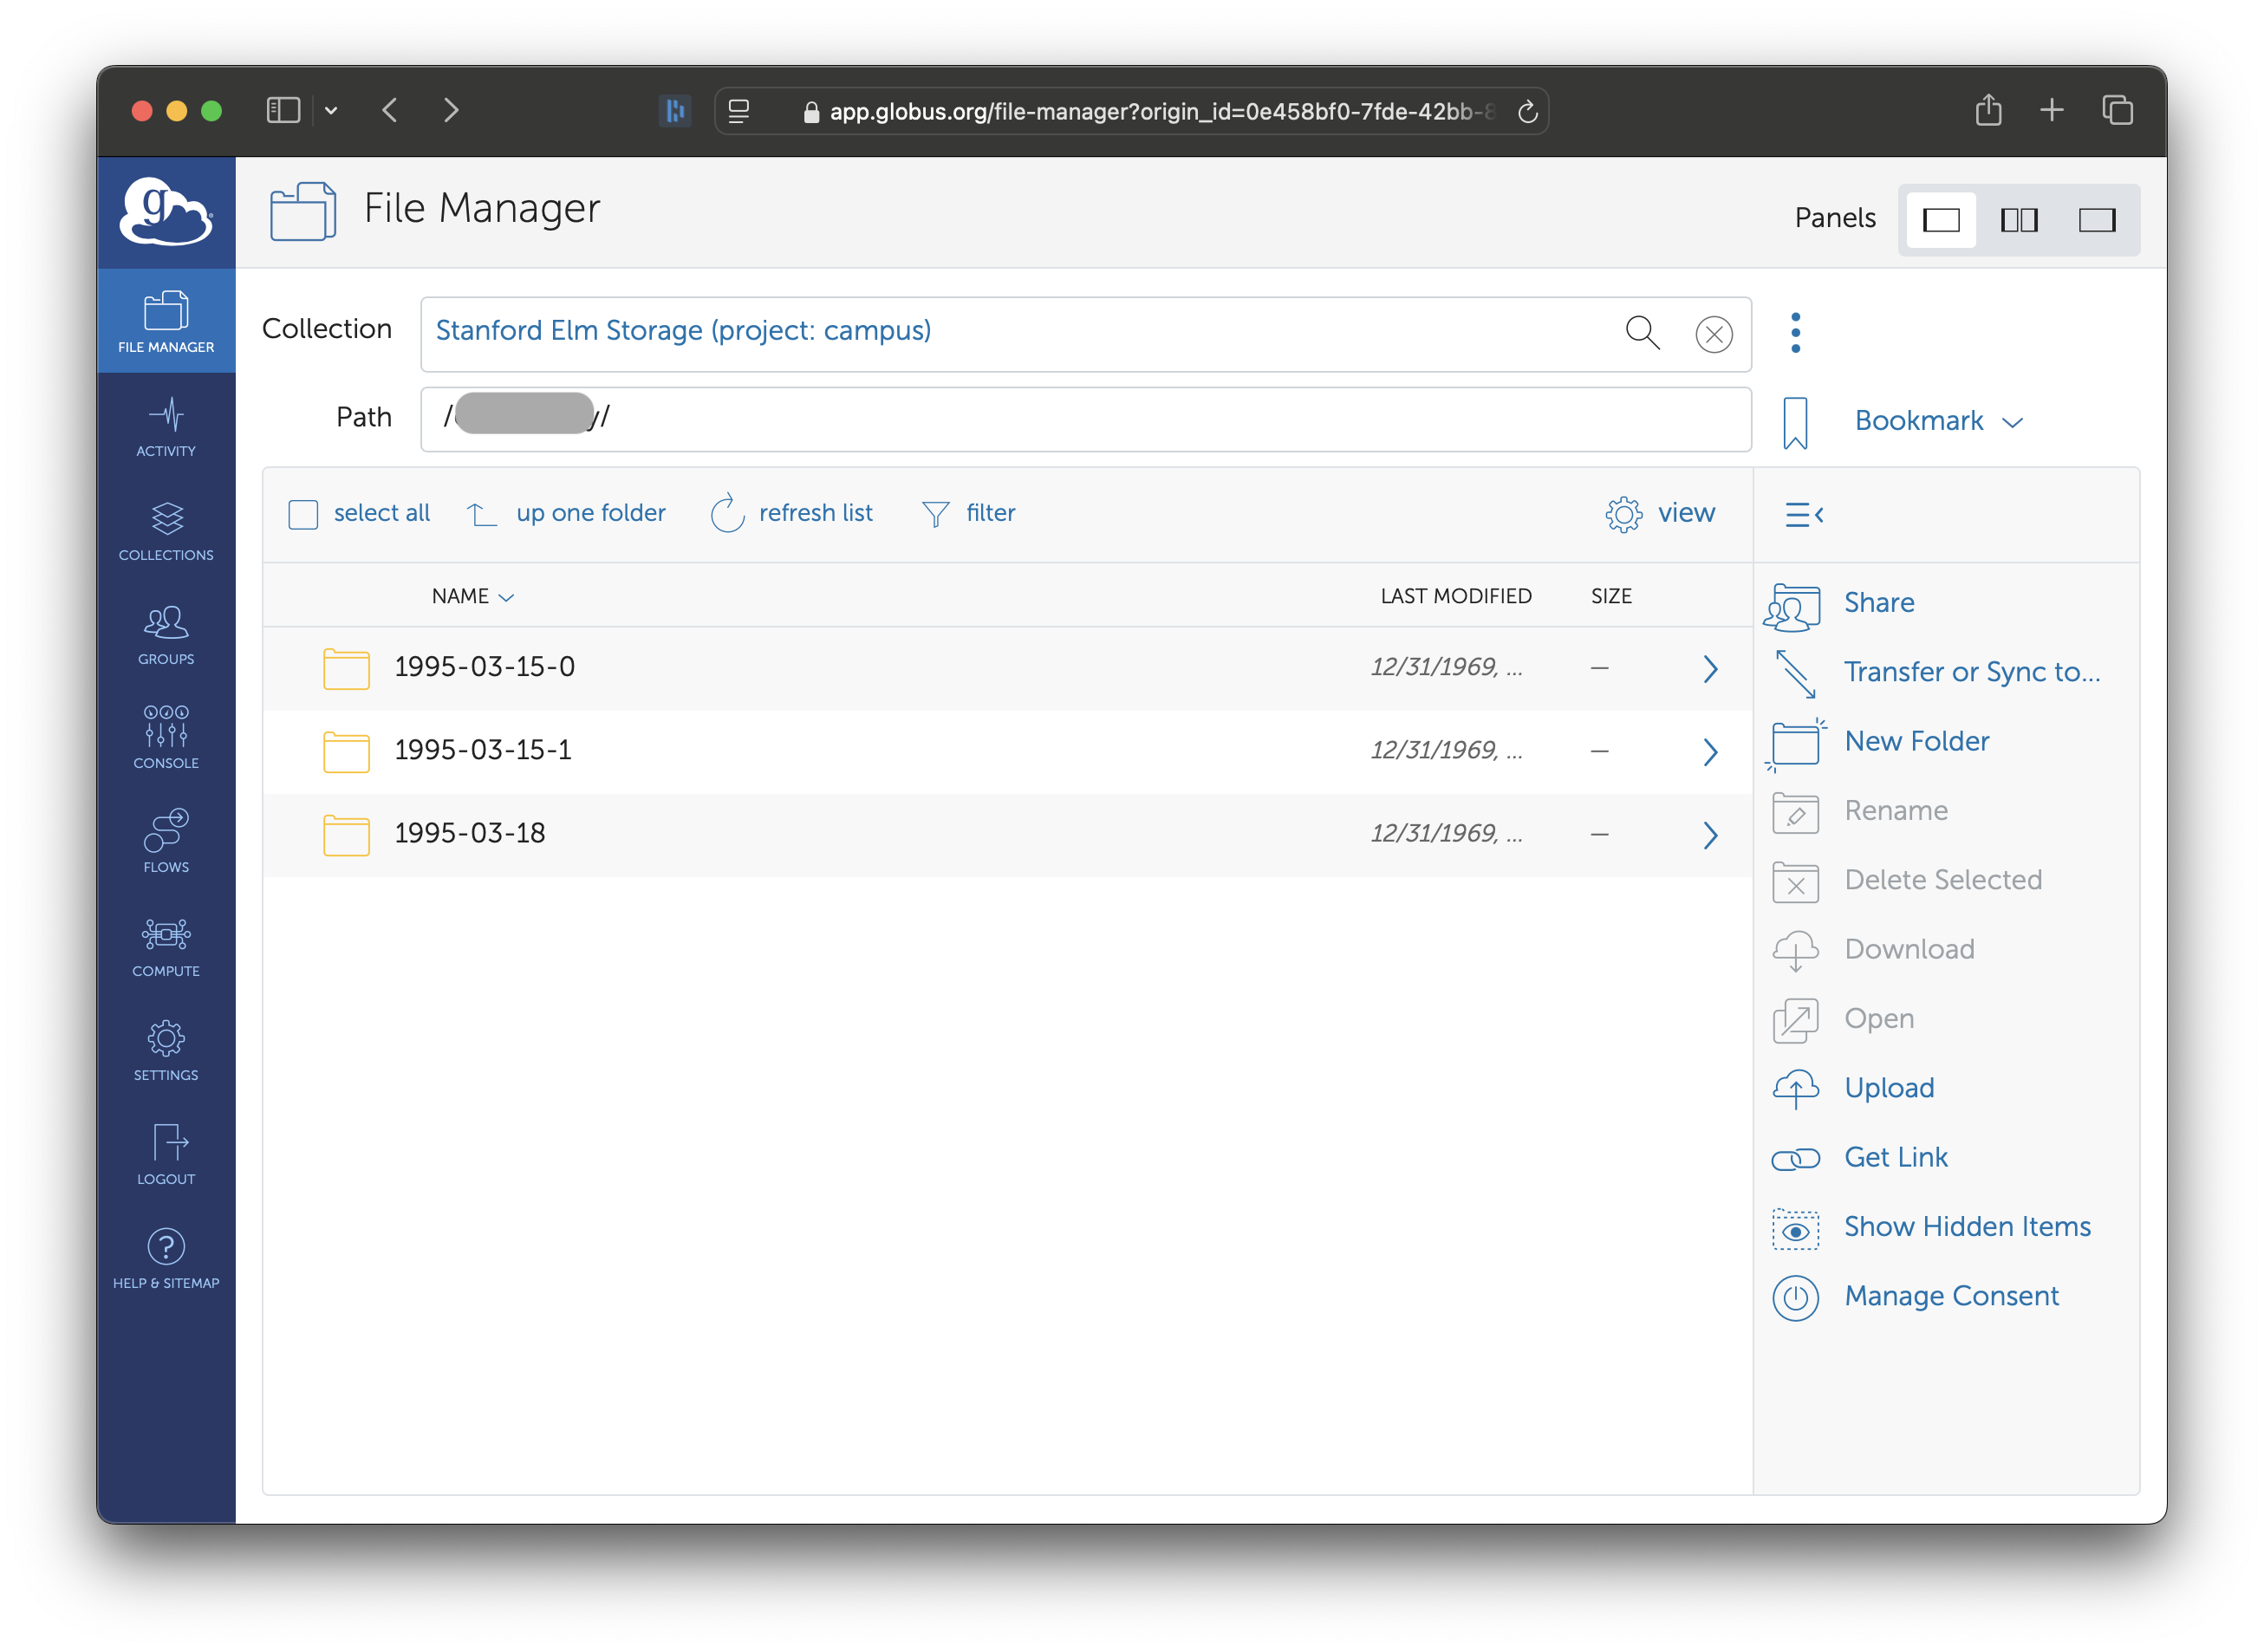 app.globus.org/file-manager?origin_id=0e458bf0-7fde-42bb-8
g
File Manager
Panels
FILE MANAGER
ACTIVITY
COLLECTIONS
GROUPS
CONSOLE
FLOWS
COMPUTE
SETTINGS
LOGOUT
HELP & SITEMAP
Collection
Stanford Elm Storage (project: campus)
Path
/ y/
Bookmark
select all
up one folder
refresh list
filter
view
NAME LAST MODIFIED SIZE
1995-03-15-0 12/31/1969, ... —
1995-03-15-1 12/31/1969, ... —
1995-03-18 12/31/1969, ... —
Share
Transfer or Sync to...
New Folder
Rename
Delete Selected
Download
Open
Upload
Get Link
Show Hidden Items
Manage Consent